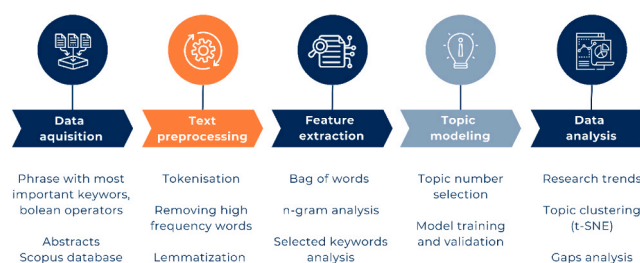 Data
aquisition
Text
preprocessing
Feature
extraction
Topic
modeling
Data
analysis
Phrase with most
important keywors,
bolean operators
Abstracts
Scopus database
Tokenisation
Removing high
frequency words
Lemmatization
Bag of words
n-gram analysis
Selected keywords
analysis
Topic number
selection
Model training
and validation
Research trends
Topic clustering
(t-SNE)
Gaps analysis